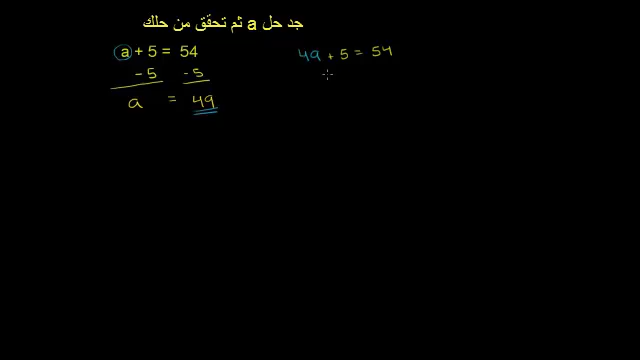 جد حل a ثم تحقق من حلك
a + 5 = 54
- 5 - 5
a = 49
49 + 5 = 54